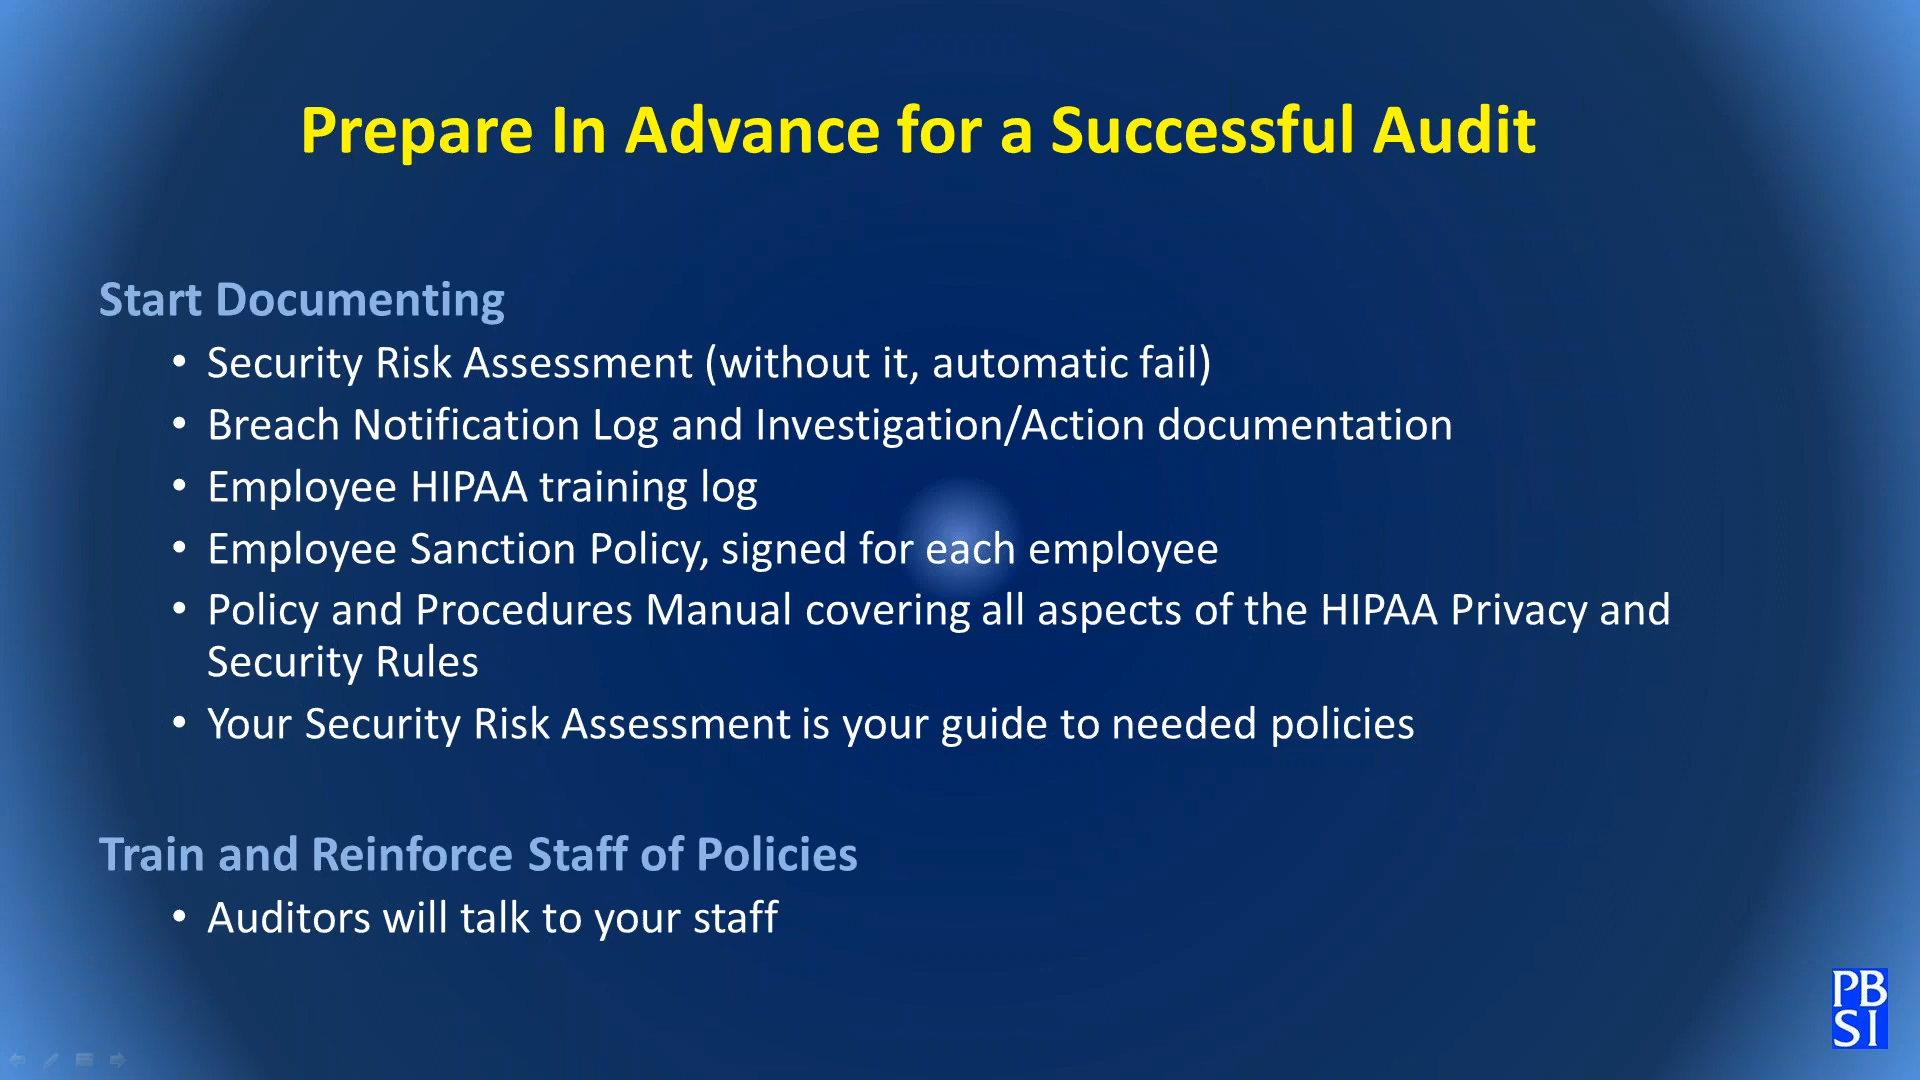 Prepare In Advance for a Successful Audit
Start Documenting
• Security Risk Assessment (without it, automatic fail)
• Breach Notification Log and Investigation/Action documentation
• Employee HIPAA training log
• Employee Sanction Policy, signed for each employee
• Policy and Procedures Manual covering all aspects of the HIPAA Privacy and
Security Rules
• Your Security Risk Assessment is your guide to needed policies
Train and Reinforce Staff of Policies
• Auditors will talk to your staff
PB
SI